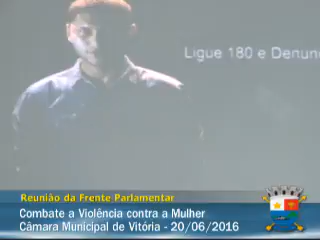 Ligue 180 e
Reunião da Frente Parlamentar
Combate a Violência contra a Mulher
Câmara Municipal de Vitória - 20/06/2016